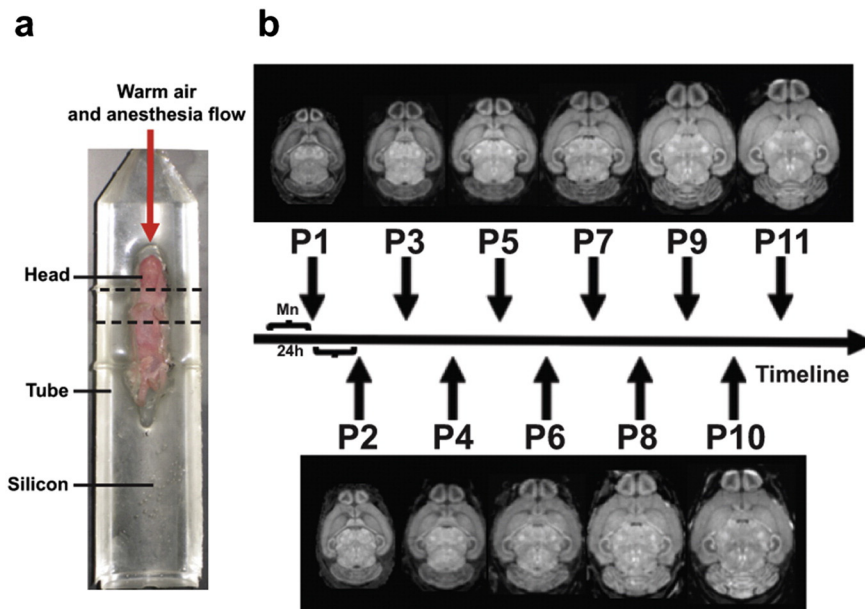 a
b
Warm air
and anesthesia flow
Head
Tube
Silicon
P1 P3 P5 P7 P9 P11
Mn
24h
Timeline
P2 P4 P6 P8 P10